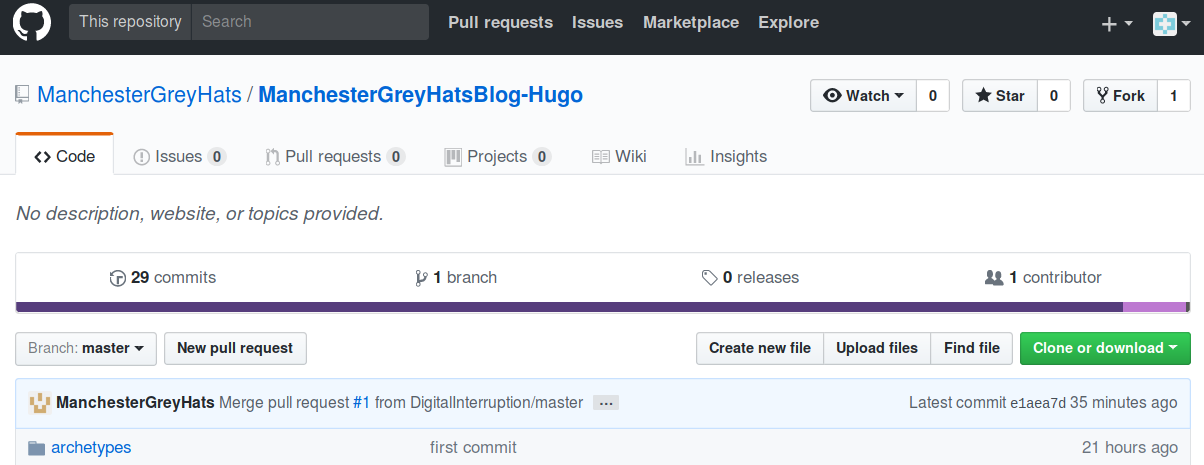 This repository Search Pull requests Issues Marketplace Explore
ManchesterGreyHats / ManchesterGreyHatsBlog-Hugo Watch 0 Star 0 Fork 1
Code Issues 0 Pull requests 0 Projects 0 Wiki Insights
No description, website, or topics provided.
29 commits 1 branch 0 releases 1 contributor
Branch: master New pull request Create new file Upload files Find file Clone or download
ManchesterGreyHats Merge pull request #1 from DigitalInterruption/master ... Latest commit e1aea7d 35 minutes ago
archetypes first commit 21 hours ago